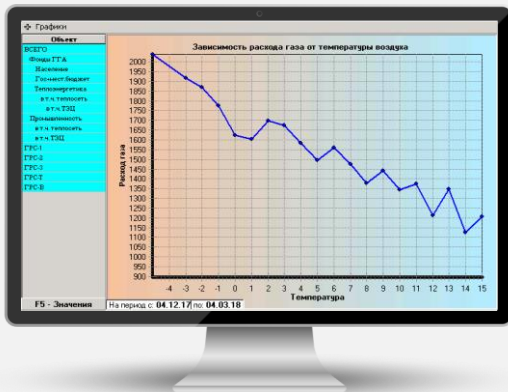 Графики
Объект
ВСЕГО
Фонды ГГА
Население
Гос+мест.бюджет
Теплоэнергетика
в т.ч. теплосеть
в т.ч. ТЭЦ
Промышленность
в т.ч. теплосеть
в т.ч. ТЭЦ
ГРС-1
ГРС-2
ГРС-3
ГРС-Т
ГРС-В
F5 - Значения
Зависимость расхода газа от температуры воздуха
Расход газа
2000
1950
1900
1850
1800
1750
1700
1650
1600
1550
1500
1450
1400
1350
1300
1250
1200
1150
1100
1050
1000
950
900
-4 -3 -2 -1 0 1 2 3 4 5 6 7 8 9 10 11 12 13 14 15
Температура
На период с: 04.12.17 по: 04.03.18